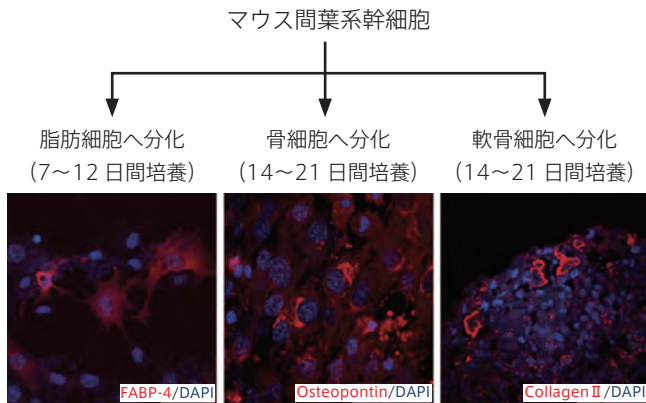 マウス間葉系幹細胞
脂肪細胞へ分化
(7〜12 日間培養)
骨細胞へ分化
(14〜21 日間培養)
軟骨細胞へ分化
(14〜21 日間培養)
FABP-4/DAPI
Osteopontin/DAPI
Collagen II/DAPI